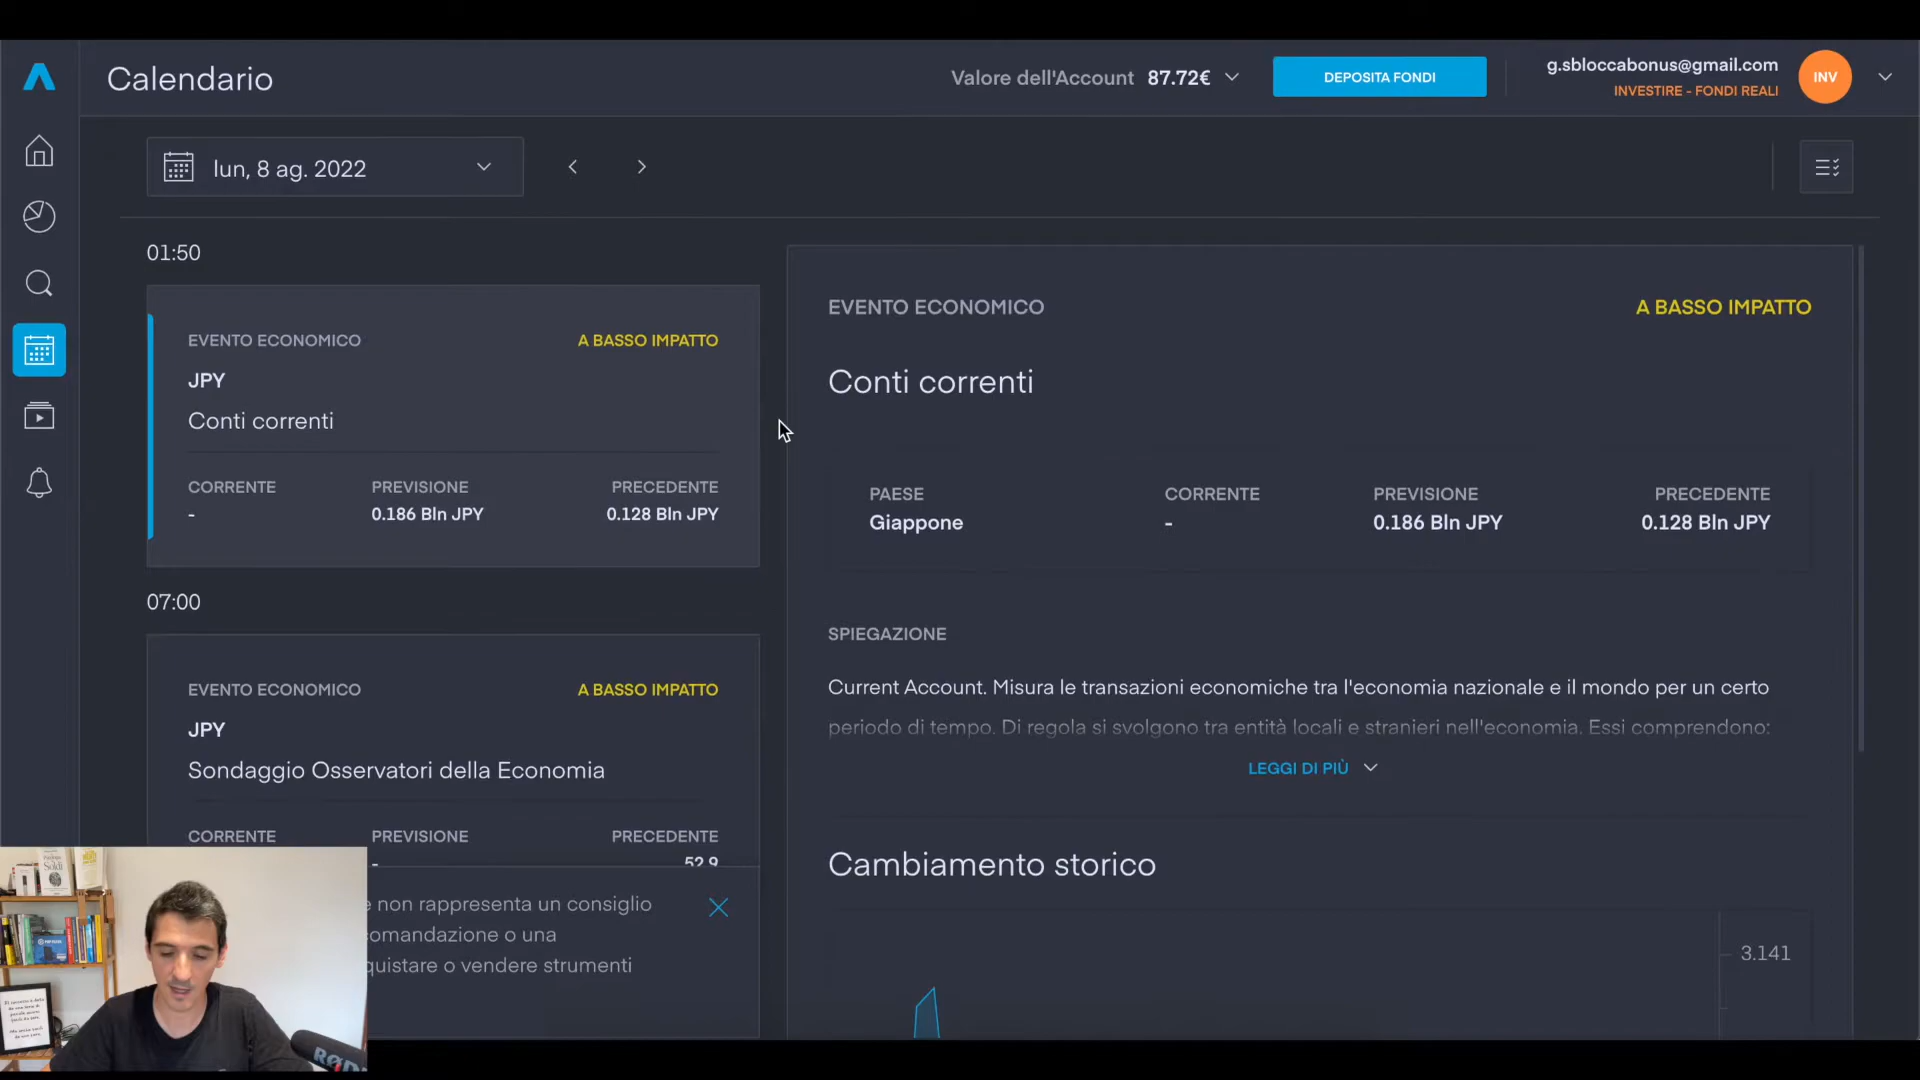 Calendario
Valore dell'Account 87.72€
DEPOSITA FONDI
g.sbloccabonus@gmail.com
INVESTIRE - FONDI REALI
INV
lun, 8 ag. 2022
01:50
EVENTO ECONOMICO
A BASSO IMPATTO
JPY
Conti correnti
CORRENTE PREVISIONE PRECEDENTE
- 0.186 Bln JPY 0.128 Bln JPY
07:00
EVENTO ECONOMICO
A BASSO IMPATTO
JPY
Sondaggio Osservatori della Economia
CORRENTE PREVISIONE PRECEDENTE
- 52.9
e non rappresenta un consiglio
comandazione o una
quistare o vendere strumenti
EVENTO ECONOMICO
A BASSO IMPATTO
Conti correnti
PAESE CORRENTE PREVISIONE PRECEDENTE
Giappone - 0.186 Bln JPY 0.128 Bln JPY
SPIEGAZIONE
Current Account. Misura le transazioni economiche tra l'economia nazionale e il mondo per un certo
periodo di tempo. Di regola si svolgono tra entità locali e stranieri nell'economia. Essi comprendono:
LEGGI DI PIÙ
Cambiamento storico
3.141